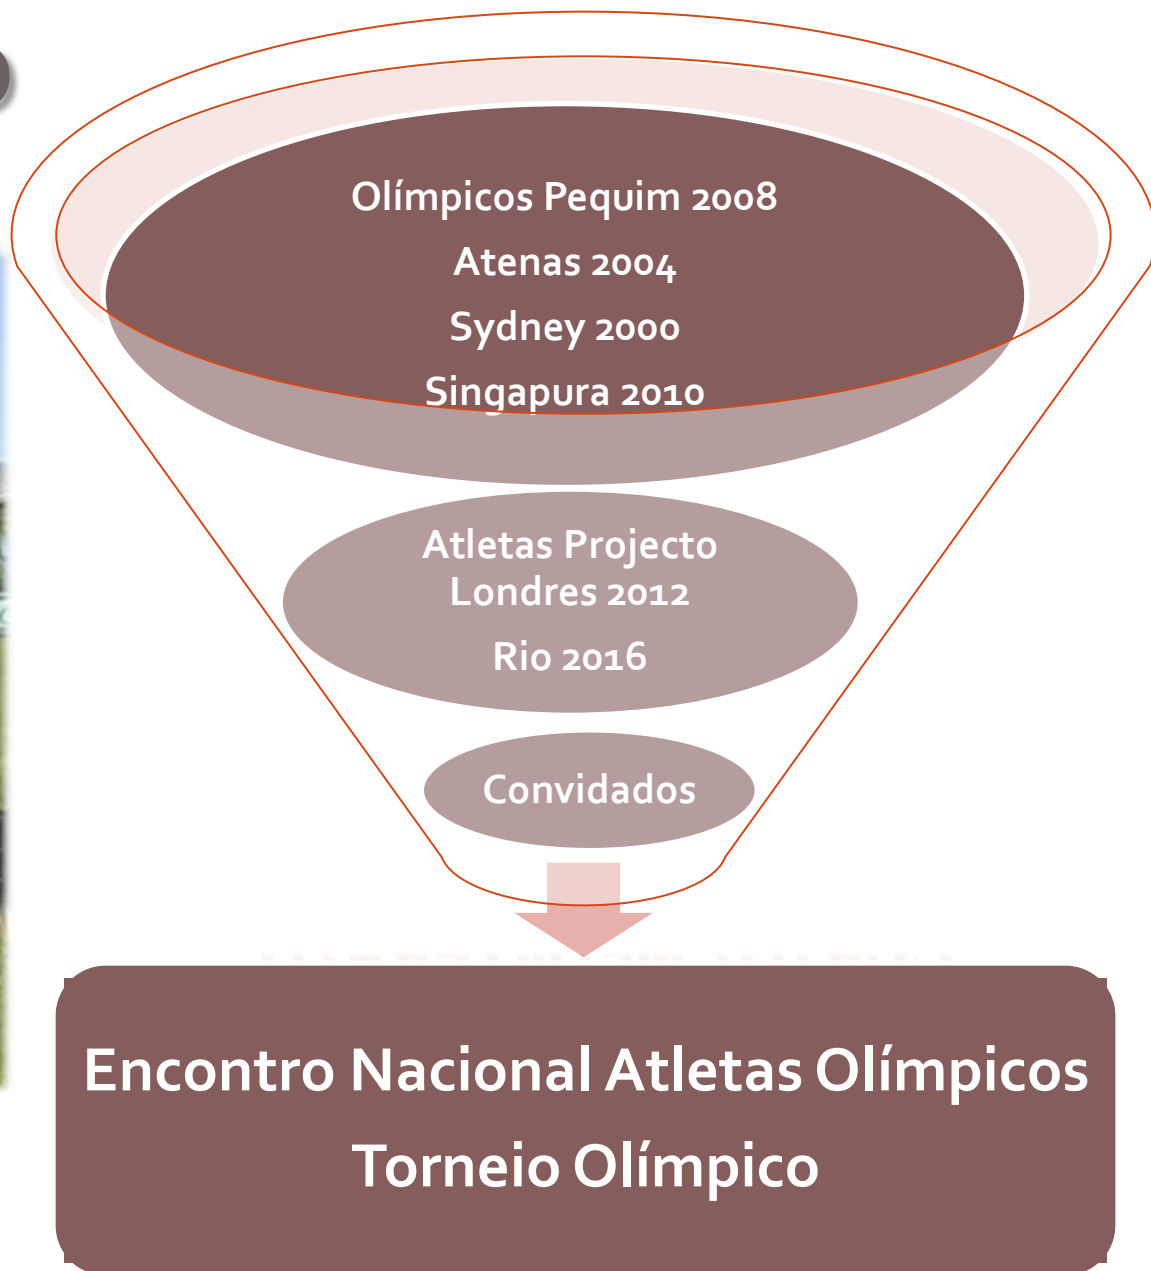 Olímpicos Pequim 2008
Atenas 2004
Sydney 2000
Singapura 2010
Atletas Projecto
Londres 2012
Rio 2016
Convidados
Encontro Nacional Atletas Olímpicos
Torneio Olímpico